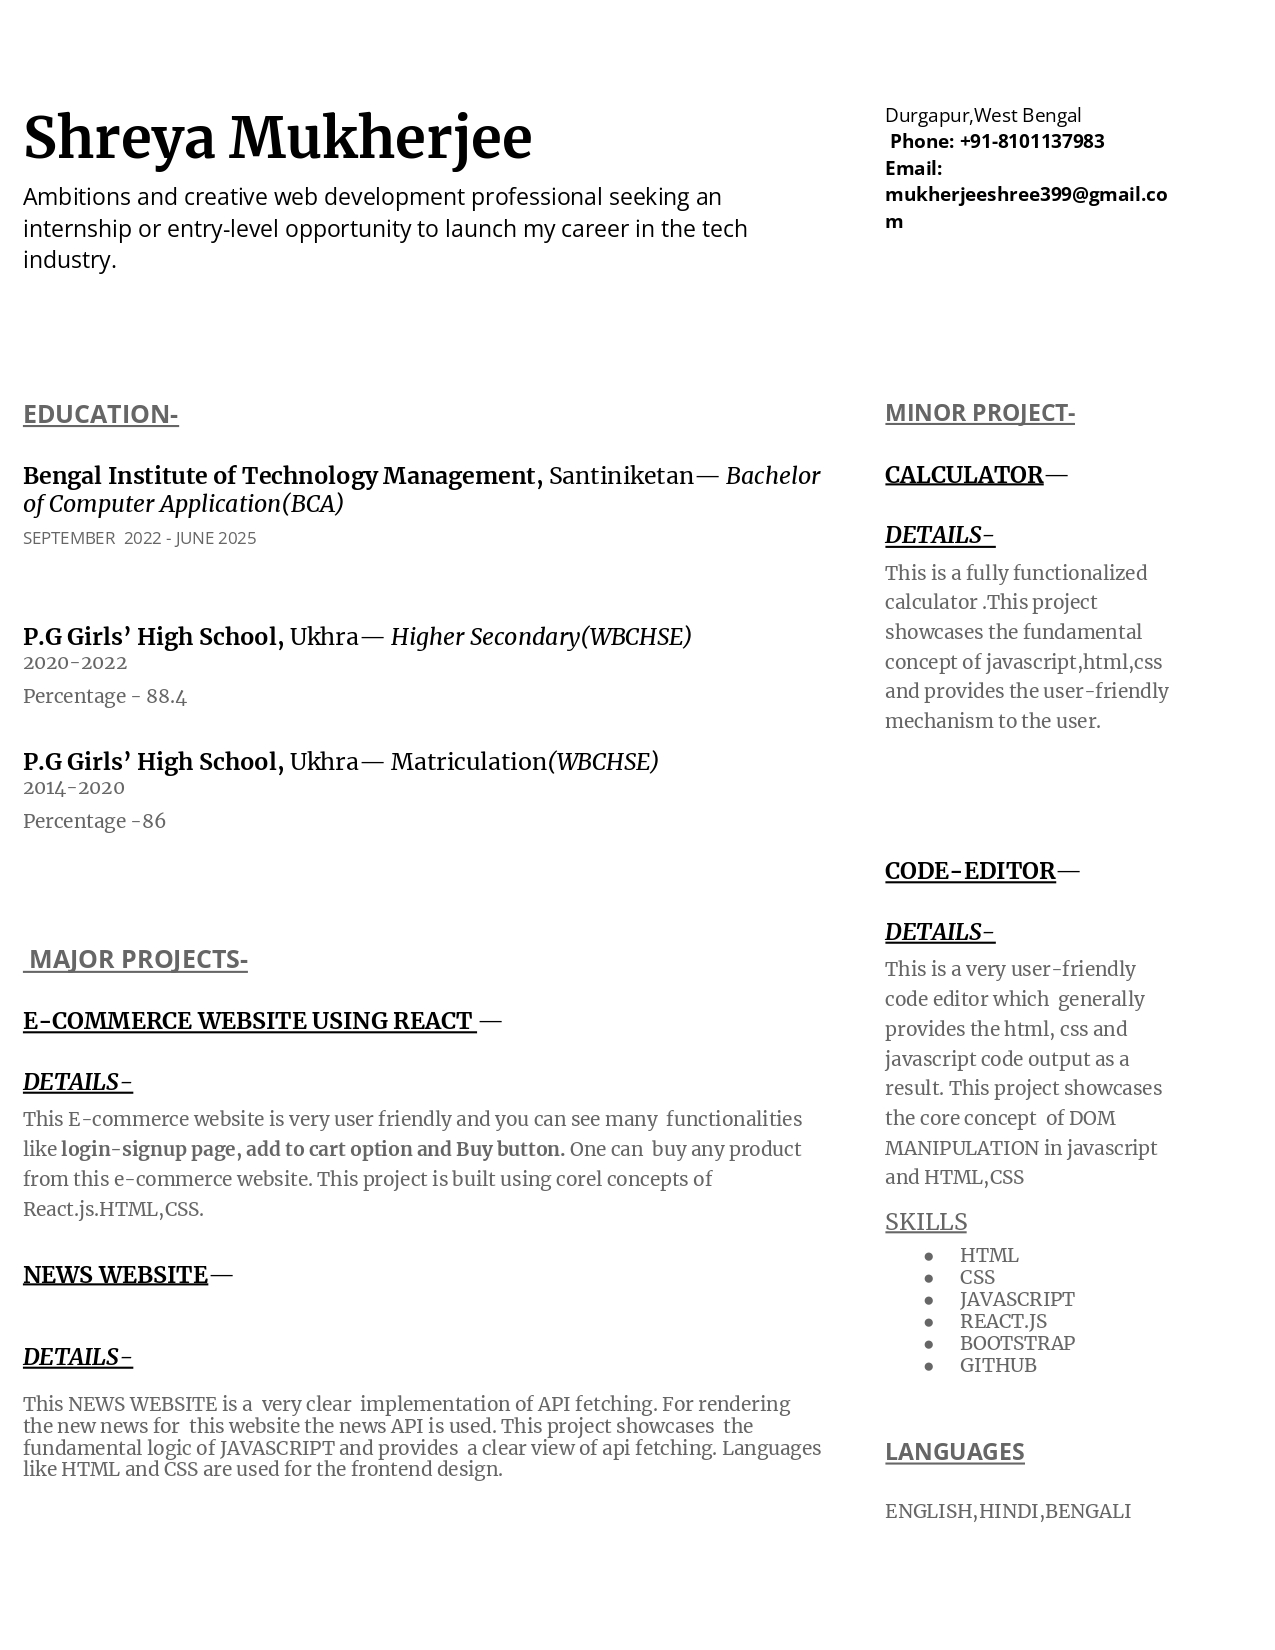 Shreya Mukherjee
Ambitions and creative web development professional seeking an
internship or entry-level opportunity to launch my career in the tech
industry.
Durgapur,West Bengal
Phone: +91-8101137983
Email:
mukherjeeshree399@gmail.co
m
EDUCATION-
Bengal Institute of Technology Management, Santiniketan— Bachelor
of Computer Application(BCA)
SEPTEMBER 2022 - JUNE 2025
P.G Girls’ High School, Ukhra— Higher Secondary(WBCHSE)
2020-2022
Percentage - 88.4
P.G Girls’ High School, Ukhra— Matriculation(WBCHSE)
2014-2020
Percentage -86
MAJOR PROJECTS-
E-COMMERCE WEBSITE USING REACT —
DETAILS-
This E-commerce website is very user friendly and you can see many functionalities
like login-signup page, add to cart option and Buy button. One can buy any product
from this e-commerce website. This project is built using corel concepts of
React.js.HTML,CSS.
NEWS WEBSITE—
DETAILS-
This NEWS WEBSITE is a very clear implementation of API fetching. For rendering
the new news for this website the news API is used. This project showcases the
fundamental logic of JAVASCRIPT and provides a clear view of api fetching. Languages
like HTML and CSS are used for the frontend design.
MINOR PROJECT-
CALCULATOR—
DETAILS-
This is a fully functionalized
calculator .This project
showcases the fundamental
concept of javascript,html,css
and provides the user-friendly
mechanism to the user.
CODE-EDITOR—
DETAILS-
This is a very user-friendly
code editor which generally
provides the html, css and
javascript code output as a
result. This project showcases
the core concept of DOM
MANIPULATION in javascript
and HTML,CSS
SKILLS
● HTML
● CSS
● JAVASCRIPT
● REACT.JS
● BOOTSTRAP
● GITHUB
LANGUAGES
ENGLISH,HINDI,BENGALI